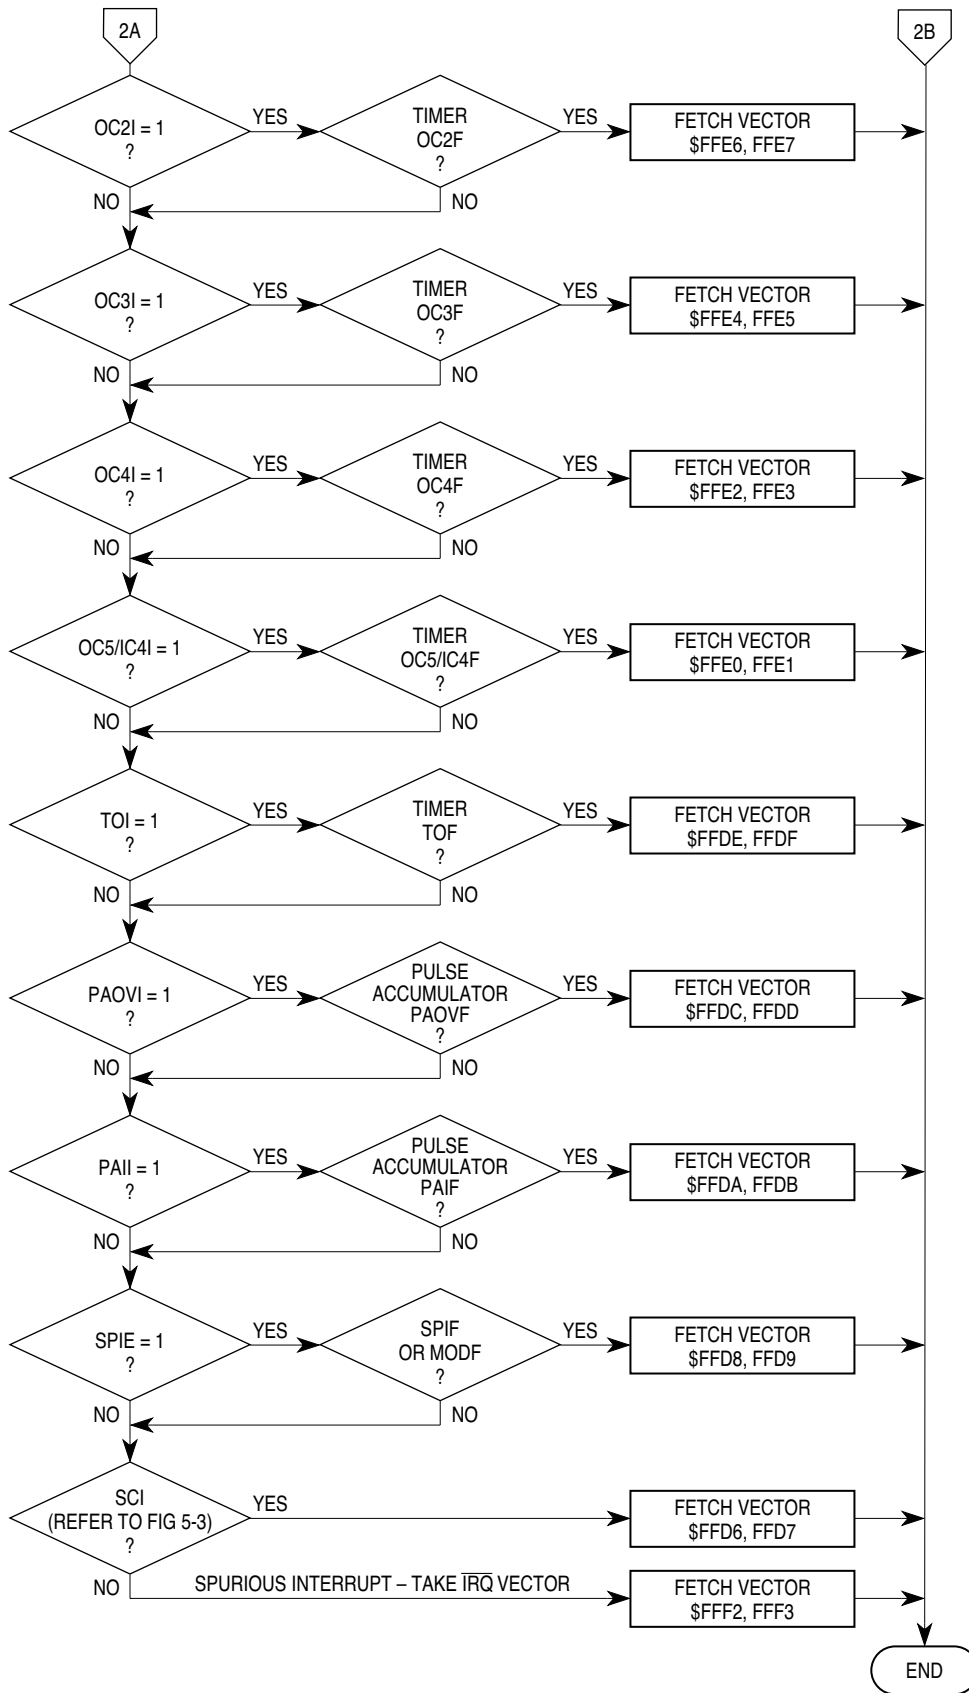 2A
2B
OC2I = 1
?
YES
TIMER
OC2F
?
YES
FETCH VECTOR
$FFE6, FFE7
NO
NO
OC3I = 1
?
YES
TIMER
OC3F
?
YES
FETCH VECTOR
$FFE4, FFE5
NO
NO
OC4I = 1
?
YES
TIMER
OC4F
?
YES
FETCH VECTOR
$FFE2, FFE3
NO
NO
OC5/IC4I = 1
?
YES
TIMER
OC5/IC4F
?
YES
FETCH VECTOR
$FFE0, FFE1
NO
NO
TOI = 1
?
YES
TIMER
TOF
?
YES
FETCH VECTOR
$FFDE, FFDF
NO
NO
PAOVI = 1
?
YES
PULSE
ACCUMULATOR
PAOVF
?
YES
FETCH VECTOR
$FFDC, FFDD
NO
NO
PAII = 1
?
YES
PULSE
ACCUMULATOR
PAIF
?
YES
FETCH VECTOR
$FFDA, FFDB
NO
NO
SPIE = 1
?
YES
SPIF
OR MODF
?
YES
FETCH VECTOR
$FFD8, FFD9
NO
NO
SCI
(REFER TO FIG 5-3)
?
YES
FETCH VECTOR
$FFD6, FFD7
NO
SPURIOUS INTERRUPT – TAKE I̅R̅Q̅ VECTOR
FETCH VECTOR
$FFF2, FFF3
END